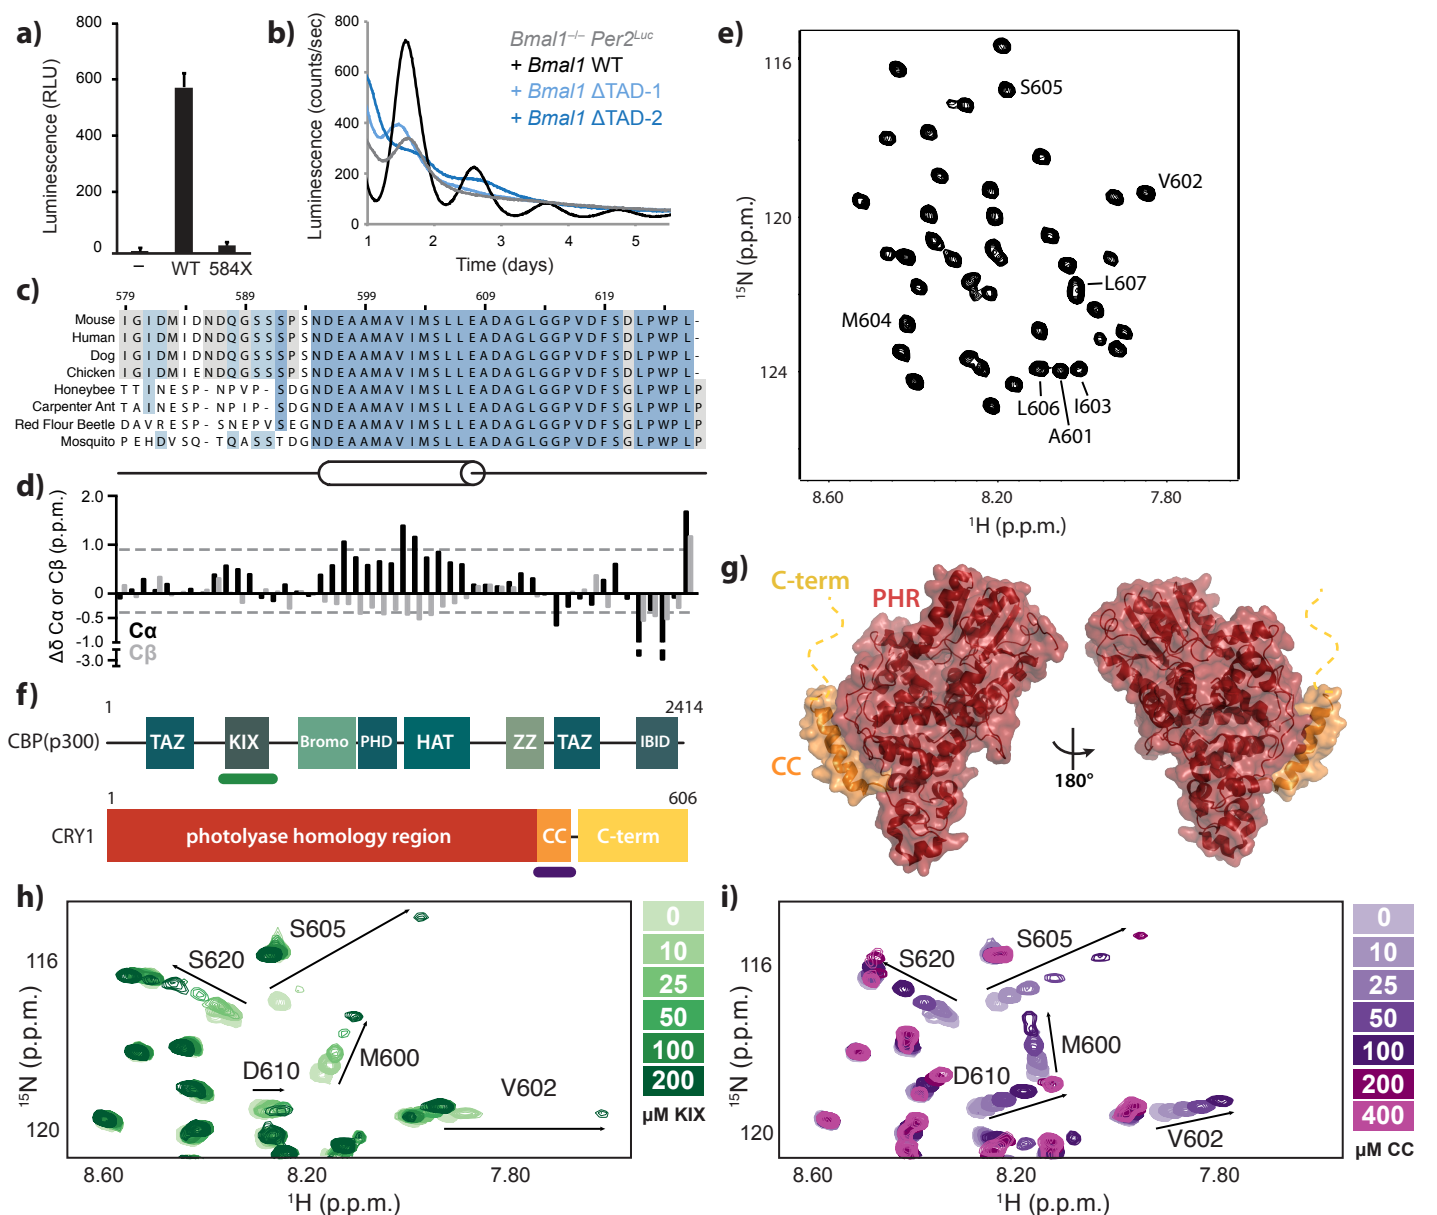 a)
Luminescence (RLU)
800
600
400
200
0
–
WT
584X
b)
Luminescence (counts/sec)
800
600
400
200
0
1
2
3
4
5
Time (days)
Bmal1–/– Per2Luc
+ Bmal1 WT
+ Bmal1 ΔTAD-1
+ Bmal1 ΔTAD-2
c)
579 589 599 609 619
Mouse I G I D M I D N D Q G S S S P S N D E A A M A V I M S L L E A D A G L G G P V D F S D L P W P L -
Human I G I D M I D N D Q G S S S P S N D E A A M A V I M S L L E A D A G L G G P V D F S D L P W P L -
Dog I G I D M I D N D Q G S S S P S N D E A A M A V I M S L L E A D A G L G G P V D F S D L P W P L -
Chicken I G I D M I E N D Q G S S S P S N D E A A M A V I M S L L E A D A G L G G P V D F S D L P W P L -
Honeybee T T I N E S P - N P V P - S D G N D E A A M A V I M S L L E A D A G L G G P V D F S G L P W P L P
Carpenter Ant T A I N E S P - N P I P - S D G N D E A A M A V I M S L L E A D A G L G G P V D F S G L P W P L P
Red Flour Beetle D A V R E S P - S N E P V S E G N D E A A M A V I M S L L E A D A G L G G P V D F S G L P W P L P
Mosquito P E H D V S Q - T Q A S S T D G N D E A A M A V I M S L L E A D A G L G G P V D F S G L P W P L P
d)
Δδ Cα or Cβ (p.p.m.)
2.0
1.0
0
-0.5
-1.0
-3.0
Cα
Cβ
e)
15N (p.p.m.)
116
120
124
8.60
8.20
7.80
1H (p.p.m.)
S605
V602
L607
M604
L606
I603
A601
f)
1
2414
CBP(p300)
TAZ
KIX
Bromo
PHD
HAT
ZZ
TAZ
IBID
1
606
CRY1
photolyase homology region
CC
C-term
g)
C-term
PHR
CC
180°
h)
15N (p.p.m.)
116
120
8.60
8.20
7.80
1H (p.p.m.)
S620
S605
M600
D610
V602
0
10
25
50
100
200
μM KIX
i)
15N (p.p.m.)
116
120
8.60
8.20
7.80
1H (p.p.m.)
S620
S605
M600
D610
V602
0
10
25
50
100
200
400
μM CC